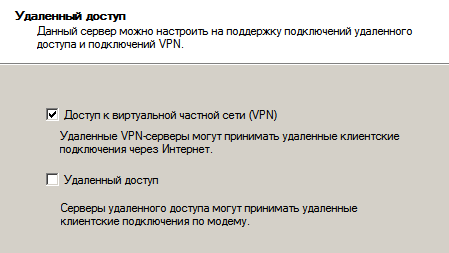 Удаленный доступ
Данный сервер можно настроить на поддержку подключений удаленного
доступа и подключений VPN.
Доступ к виртуальной частной сети (VPN)
Удаленные VPN-серверы могут принимать удаленные клиентские
подключения через Интернет.
Удаленный доступ
Серверы удаленного доступа могут принимать удаленные
клиентские подключения по модему.